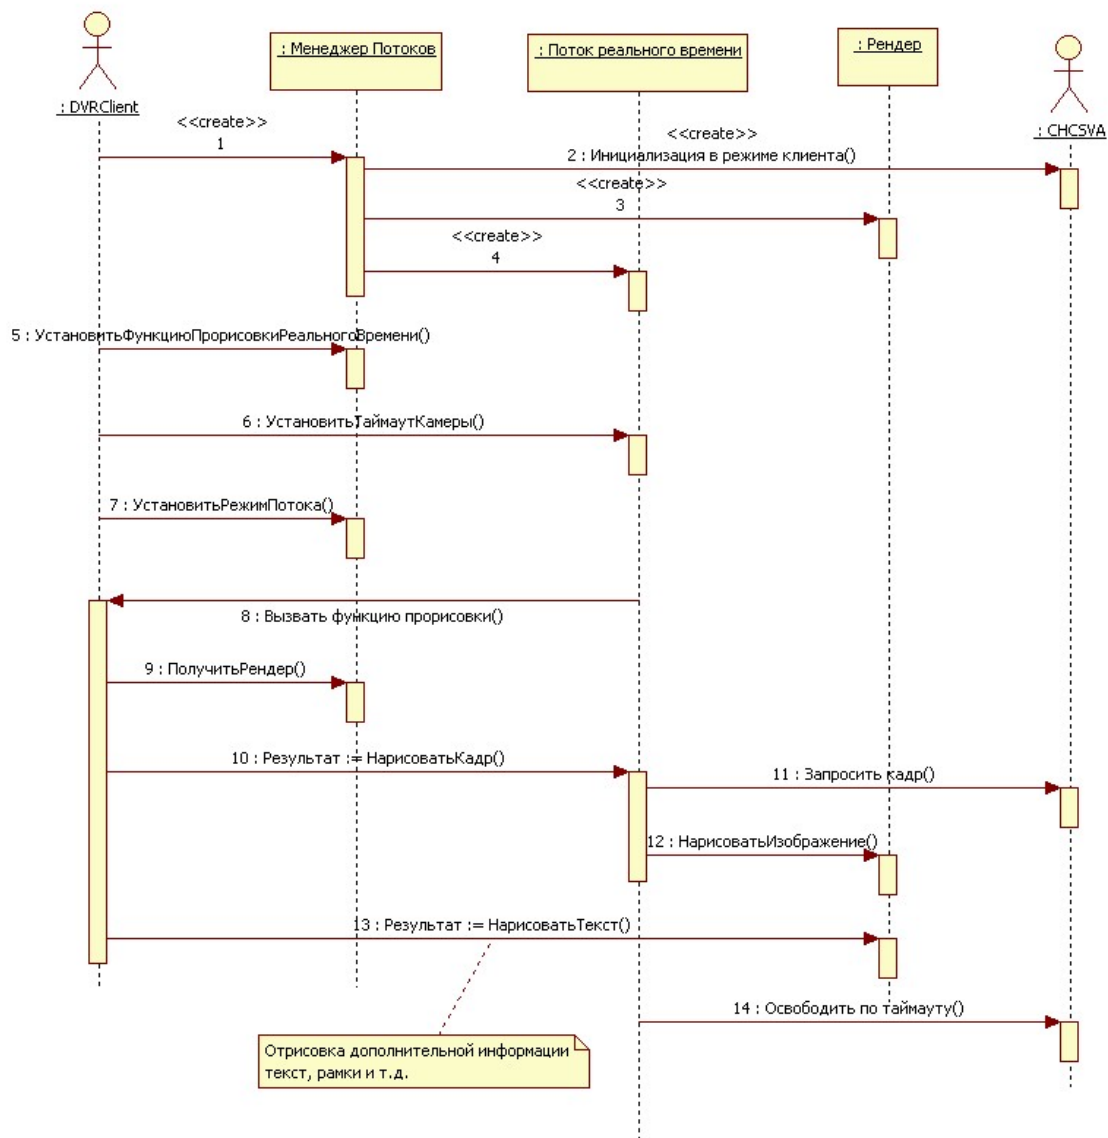 : Менеджер Потоков
: Поток реального времени
: Рендер
: DVRClient
: CHCSVA
<<create>>
1
<<create>>
2 : Инициализация в режиме клиента()
<<create>>
3
<<create>>
4
5 : УстановитьФункциюПрорисовкиРеальногоВремени()
6 : УстановитьТаймаутКамеры()
7 : УстановитьРежимПотока()
8 : Вызвать функцию прорисовки()
9 : ПолучитьРендер()
10 : Результат := НарисоватьКадр()
11 : Запросить кадр()
12 : НарисоватьИзображение()
13 : Результат := НарисоватьТекст()
14 : Освободить по таймауту()
Отрисовка дополнительной информации
текст, рамки и т.д.